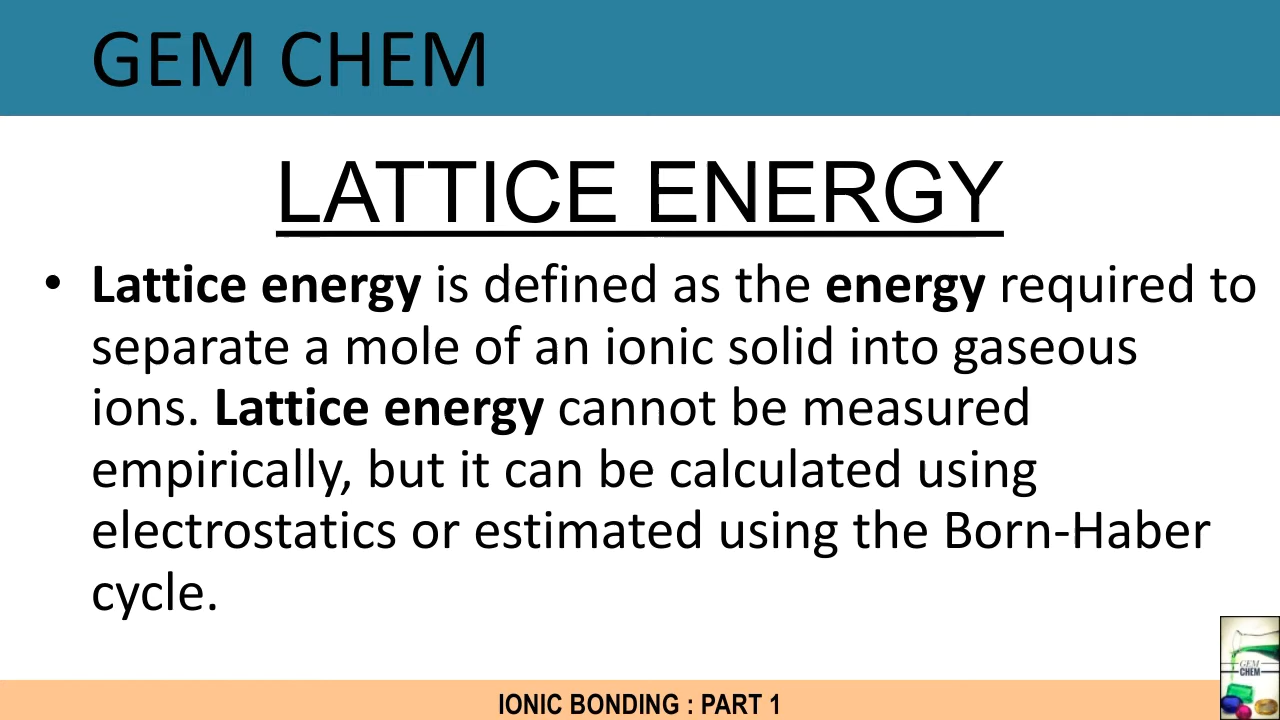 GEM CHEM
LATTICE ENERGY
• Lattice energy is defined as the energy required to
separate a mole of an ionic solid into gaseous
ions. Lattice energy cannot be measured
empirically, but it can be calculated using
electrostatics or estimated using the Born-Haber
cycle.
GEM
CHEM
IONIC BONDING : PART 1